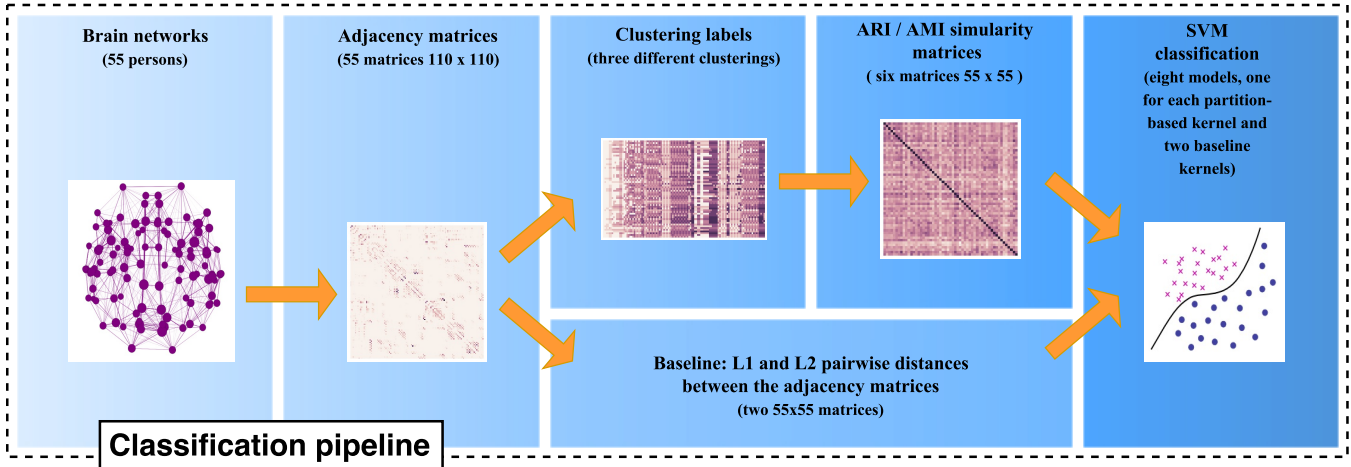 Brain networks
(55 persons)
Adjacency matrices
(55 matrices 110 x 110)
Clustering labels
(three different clusterings)
ARI / AMI simularity
matrices
( six matrices 55 x 55 )
SVM
classification
(eight models, one
for each partition-
based kernel and
two baseline
kernels)
Baseline: L1 and L2 pairwise distances
between the adjacency matrices
(two 55x55 matrices)
Classification pipeline